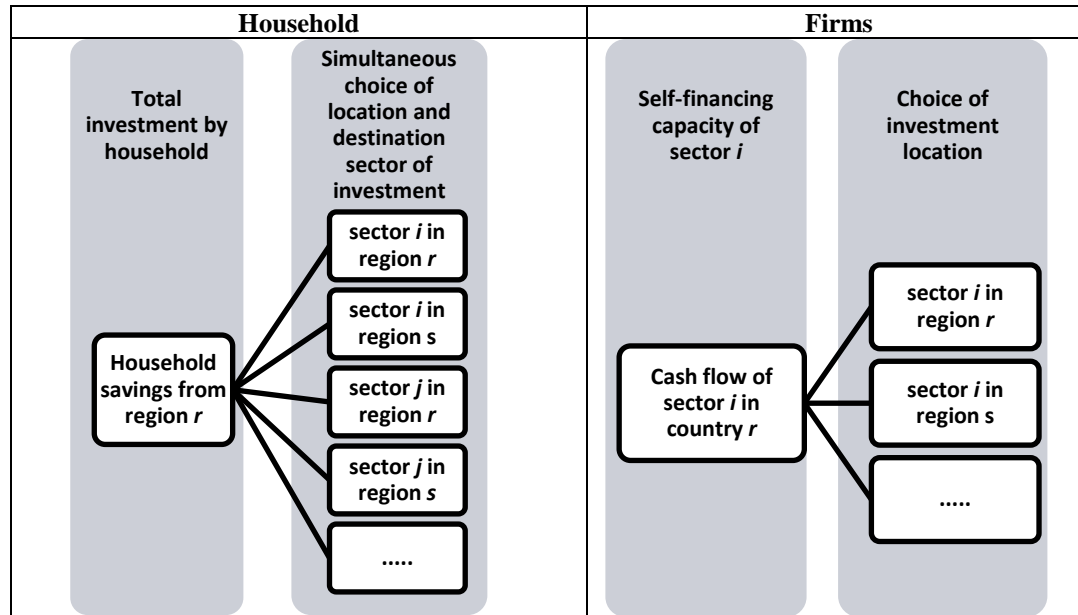 Household
Total
investment by
household
Simultaneous
choice of
location and
destination
sector of
investment
Household
savings from
region r
sector i in
region r
sector i in
region s
sector j in
region r
sector j in
region s
.....
Firms
Self-financing
capacity of
sector i
Choice of
investment
location
Cash flow of
sector i in
country r
sector i in
region r
sector i in
region s
.....